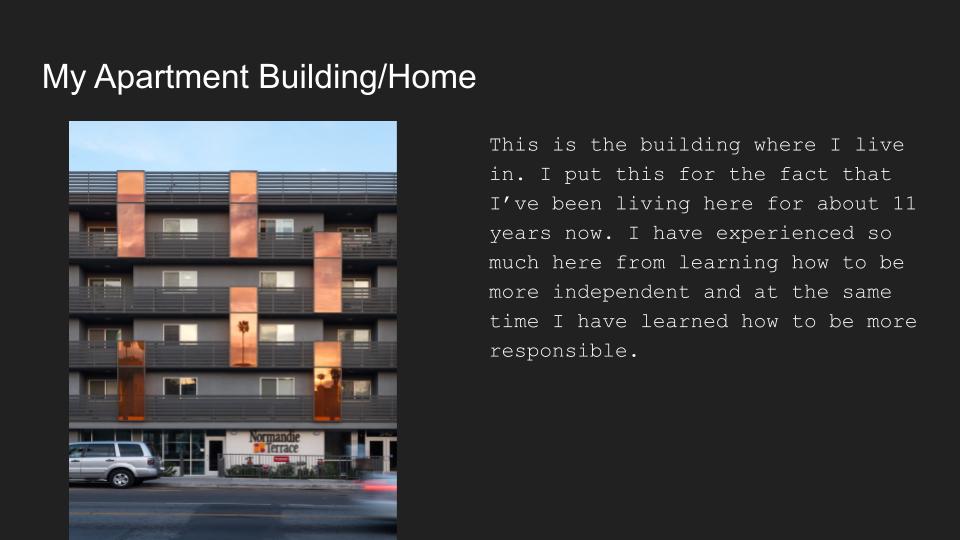 My Apartment Building/Home
This is the building where I live
in. I put this for the fact that
I’ve been living here for about 11
years now. I have experienced so
much here from learning how to be
more independent and at the same
time I have learned how to be more
responsible.
Normandie
Terrace